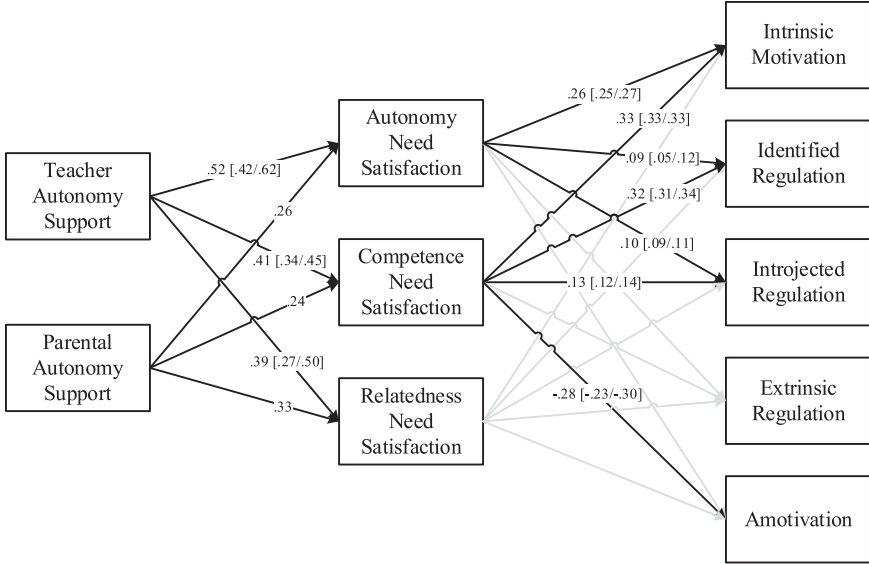 Teacher
Autonomy
Support
Parental
Autonomy
Support
.52 [.42/.62]
.26
.41 [.34/.45]
.24
.39 [.27/.50]
.33
Autonomy
Need
Satisfaction
Competence
Need
Satisfaction
Relatedness
Need
Satisfaction
.26 [.25/.27]
.33 [.33/.33]
.09 [.05/.12]
.32 [.31/.34]
.10 [.09/.11]
.13 [.12/.14]
-.28 [-.23/-.30]
Intrinsic
Motivation
Identified
Regulation
Introjected
Regulation
Extrinsic
Regulation
Amotivation